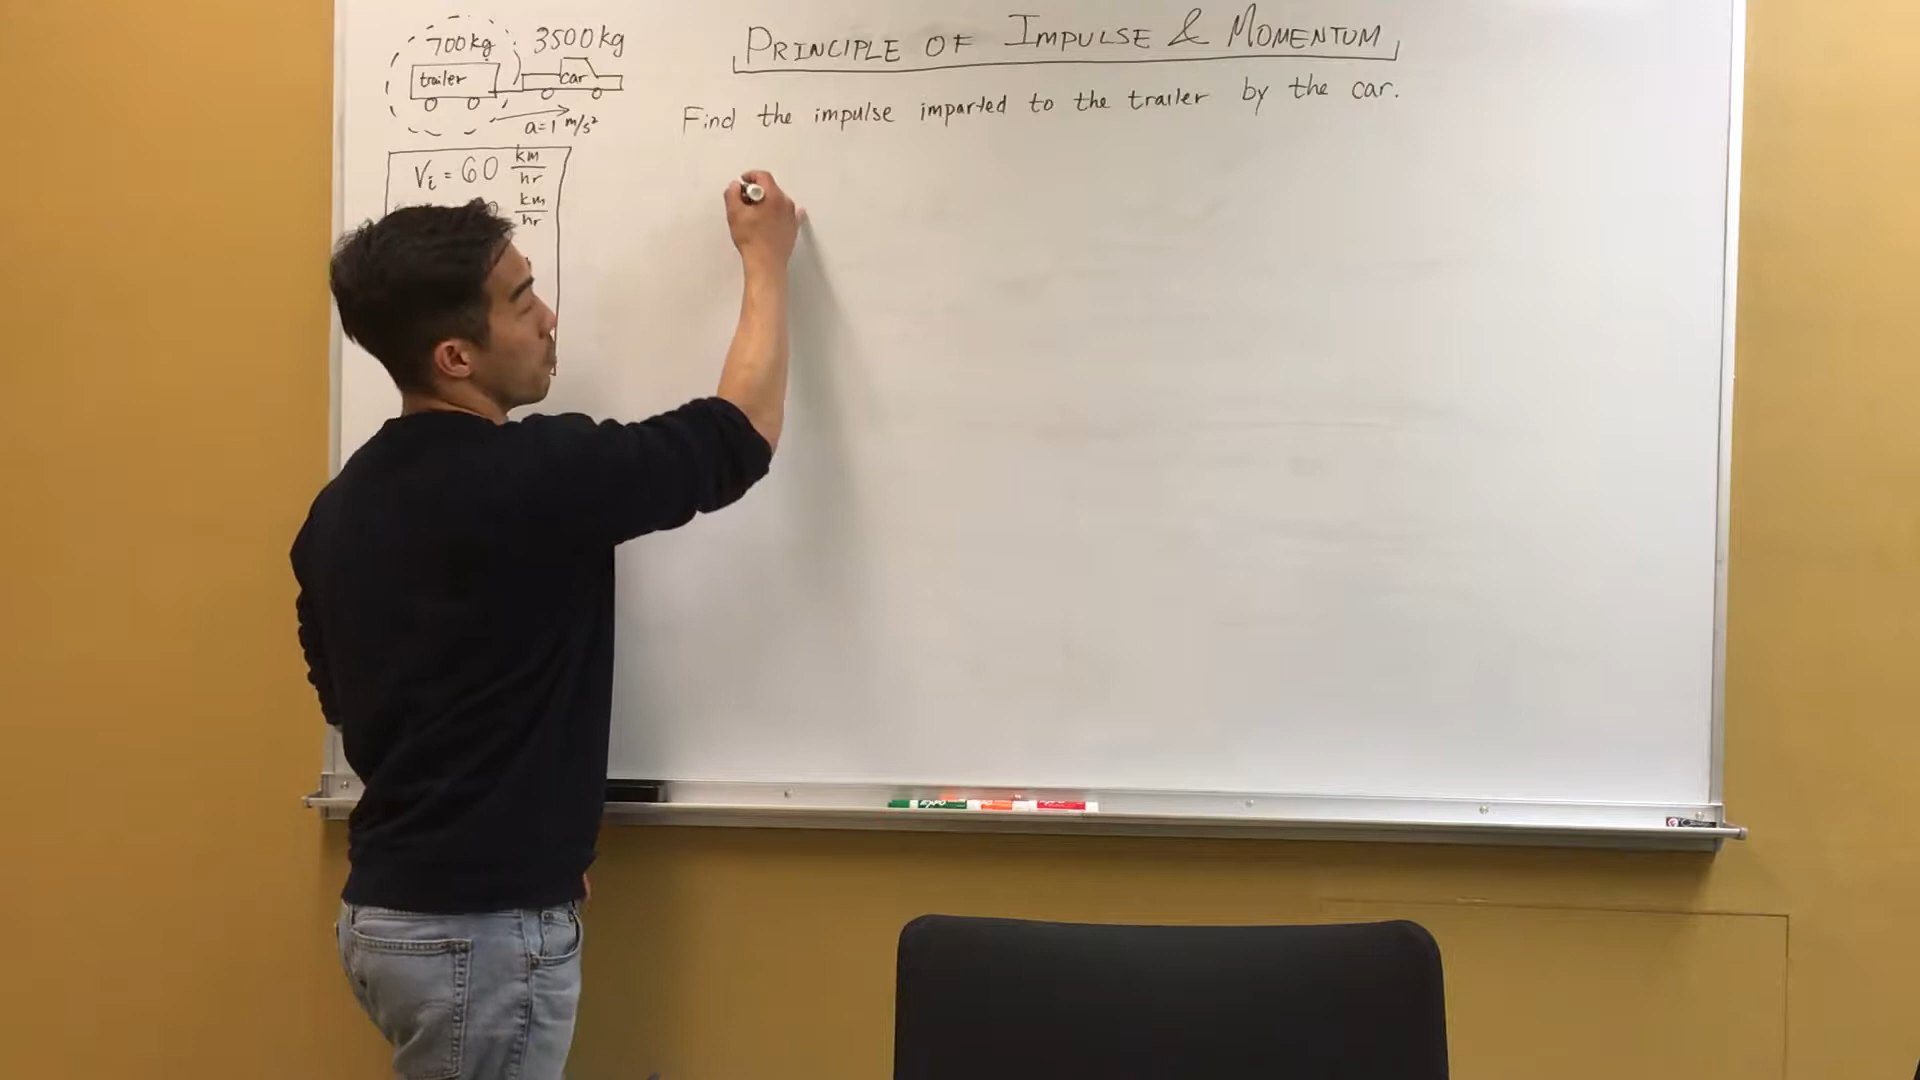 PRINCIPLE OF IMPULSE & MOMENTUM
Find the impulse imparted to the trailer by the car.
700kg 3500kg
trailer car
a=1 m/s²
Vi = 60 km/hr
km/hr
EXPO